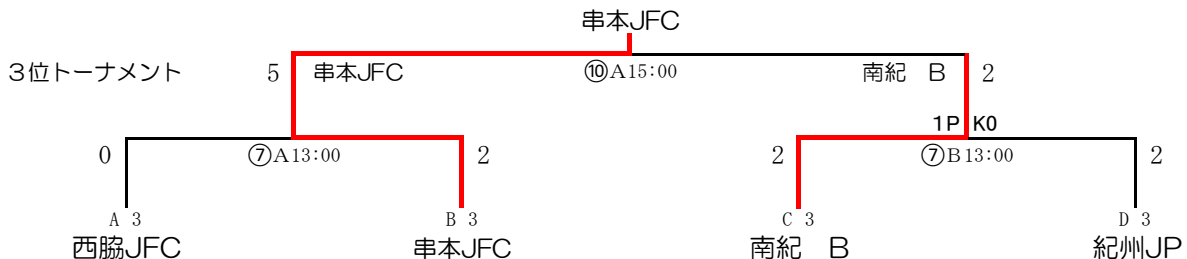 串本JFC
３位トーナメント 5 串本JFC ⑩A15:00 南紀　B 2
1P K0
0 ⑦A13:00 2 2 ⑦B13:00 2
A 3 B 3 C 3 D 3
西脇JFC 串本JFC 南紀　B 紀州JP